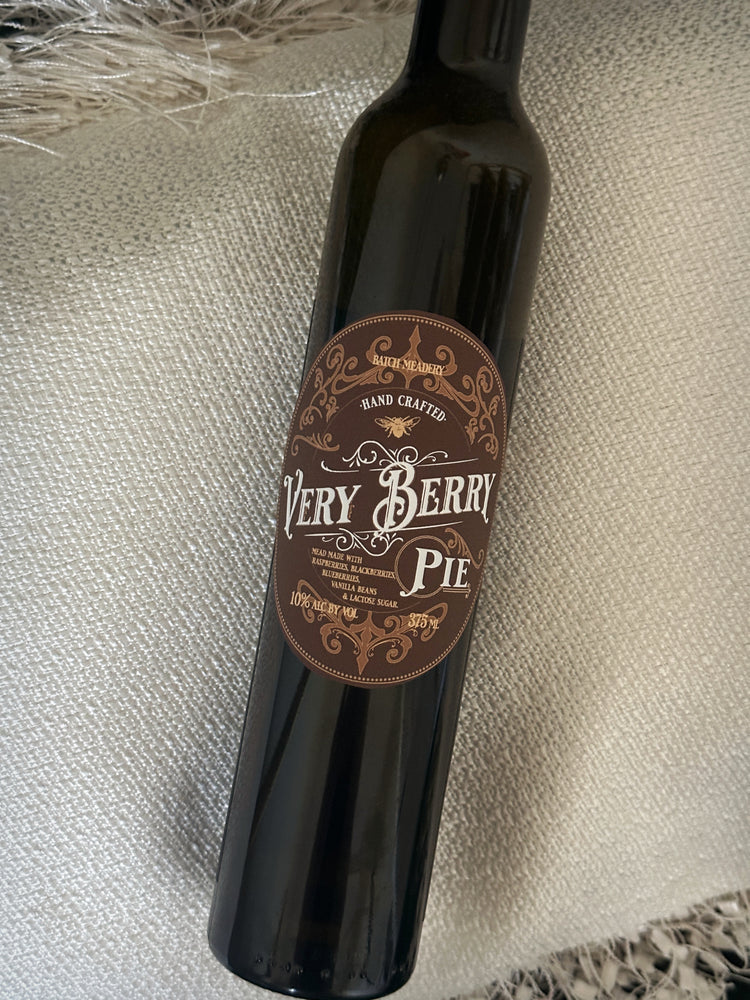 BATCH MEADERY
·HAND CRAFTED·
VERY BERRY
PIE
MEAD MADE WITH
RASPBERRIES, BLACKBERRIES,
BLUEBERRIES,
VANILLA BEANS
& LACTOSE SUGAR.
10% ALC BY VOL
375 ML